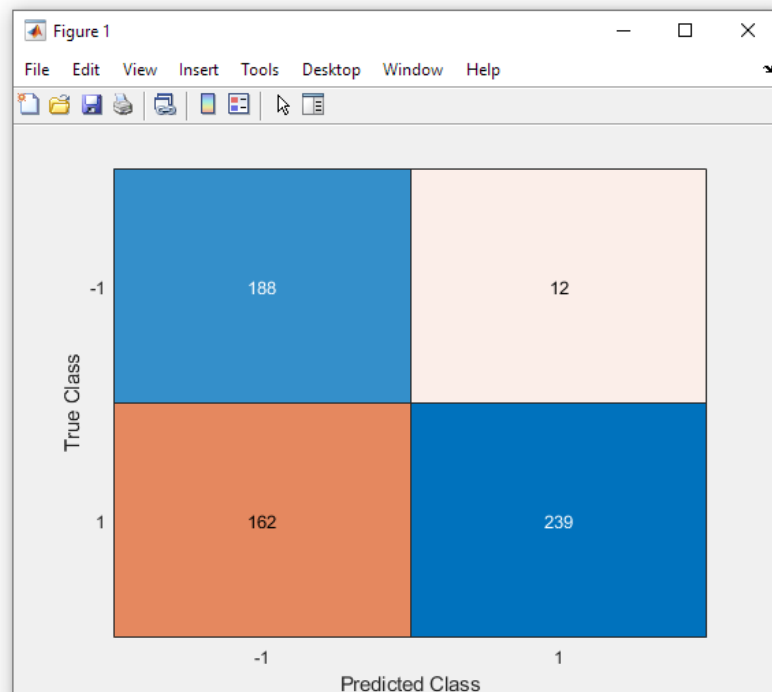 Figure 1
File Edit View Insert Tools Desktop Window Help
-1 188 12
True Class
1 162 239
-1 1
Predicted Class